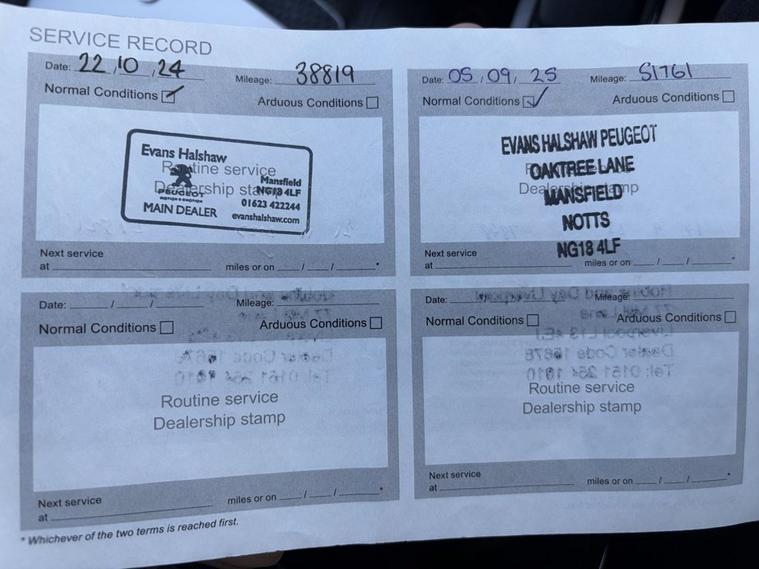 SERVICE RECORD
Date: 22/10/24 Mileage: 38819
Normal Conditions Arduous Conditions
Routine service
Dealership stamp
Evans Halshaw
PEUGEOT
MOTION & EMOTION
MAIN DEALER
Mansfield
NG18 4LF
01623 422244
evanshalshaw.com
Next service
at miles or on / / *
Date: 05/09/25 Mileage: 51761
Normal Conditions Arduous Conditions
EVANS HALSHAW PEUGEOT
OAKTREE LANE
MANSFIELD
NOTTS
NG18 4LF
Next service
at miles or on / / *
Date: / / Mileage:
Normal Conditions Arduous Conditions
Routine service
Dealership stamp
Next service
at miles or on / / *
Date: Mileage:
Normal Conditions Arduous Conditions
Routine service
Dealership stamp
Next service
at miles or on / / *
* Whichever of the two terms is reached first.